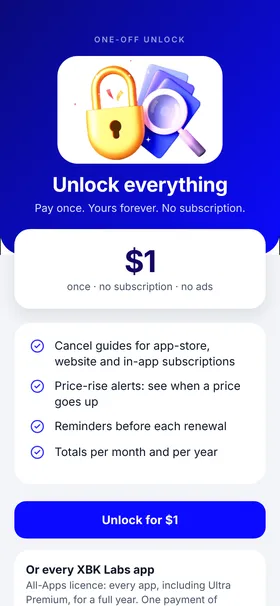 ONE-OFF UNLOCK
Unlock everything
Pay once. Yours forever. No subscription.
$1
once · no subscription · no ads
Cancel guides for app-store,
website and in-app subscriptions
Price-rise alerts: see when a price
goes up
Reminders before each renewal
Totals per month and per year
Unlock for $1
Or every XBK Labs app
All-Apps licence: every app, including Ultra
Premium, for a full year. One payment of